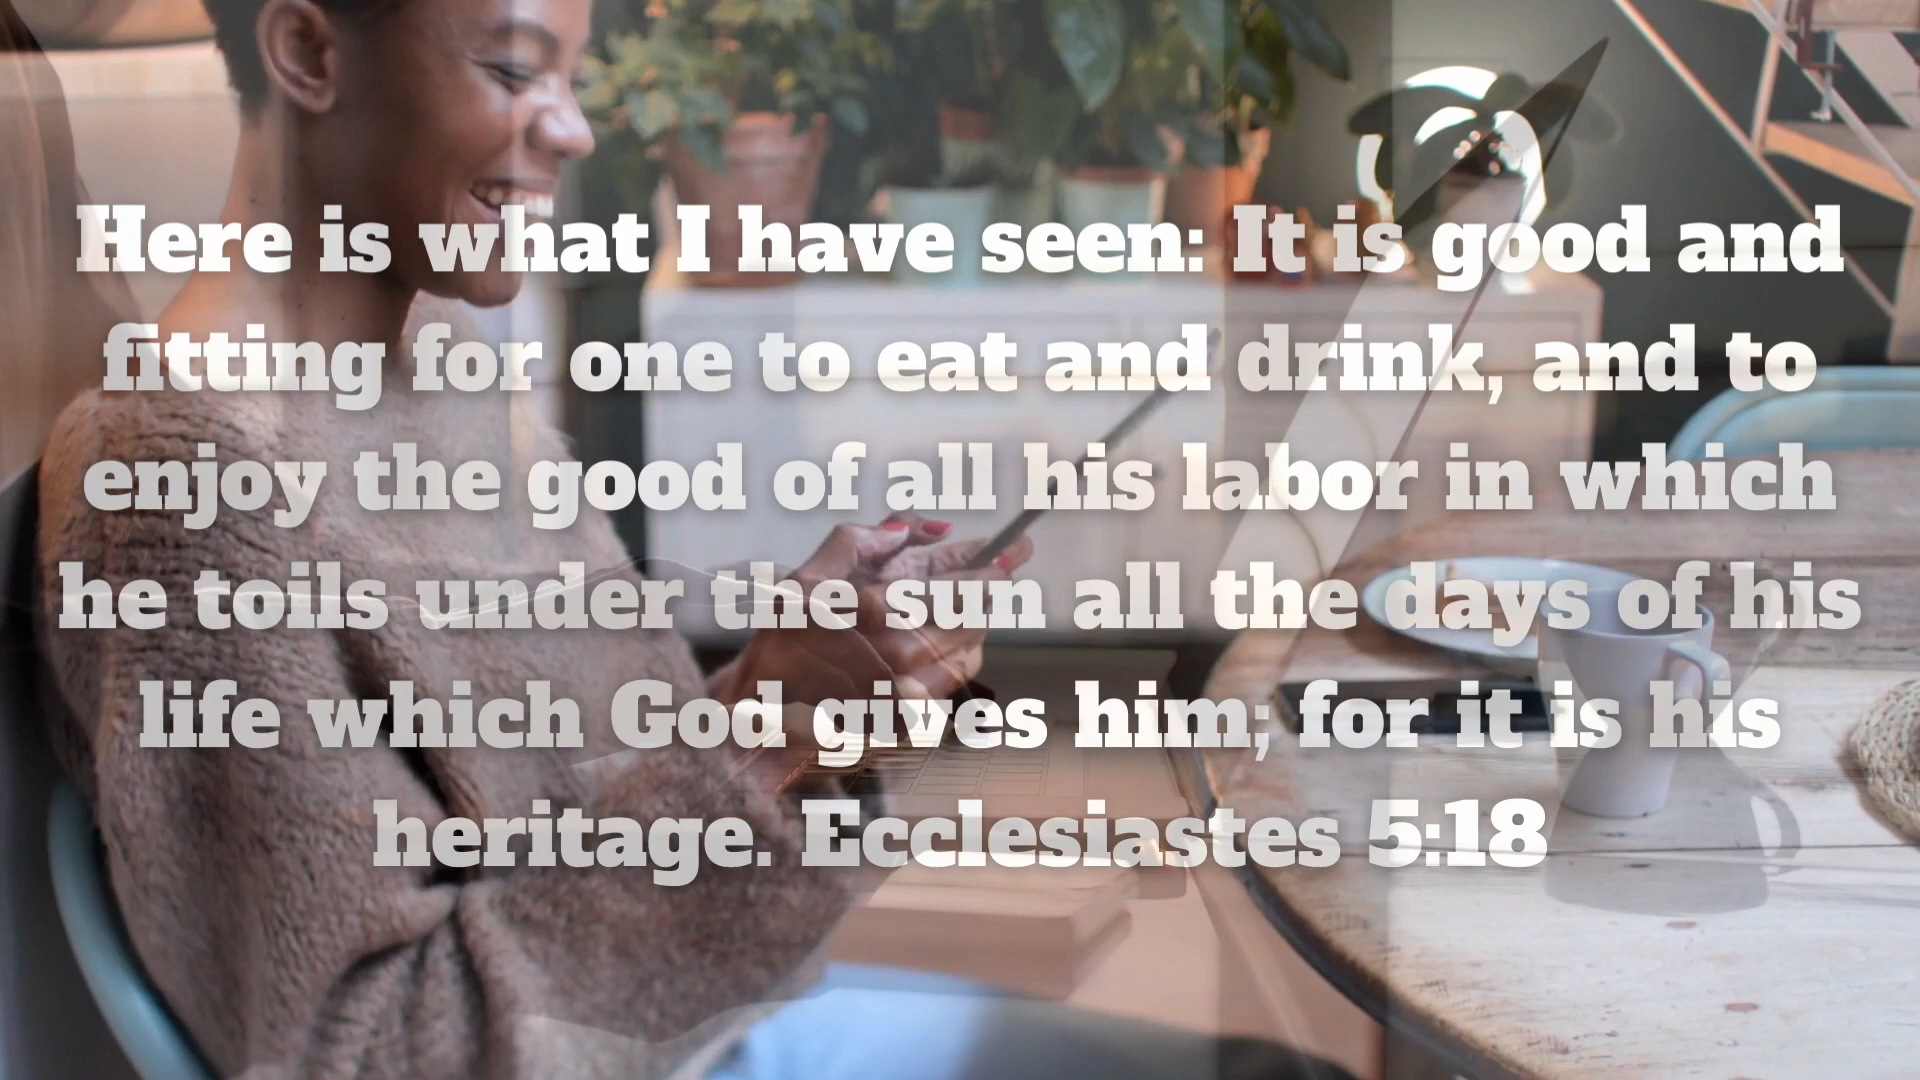 Here is what I have seen: It is good and
fitting for one to eat and drink, and to
enjoy the good of all his labor in which
he toils under the sun all the days of his
life which God gives him; for it is his
heritage. Ecclesiastes 5:18